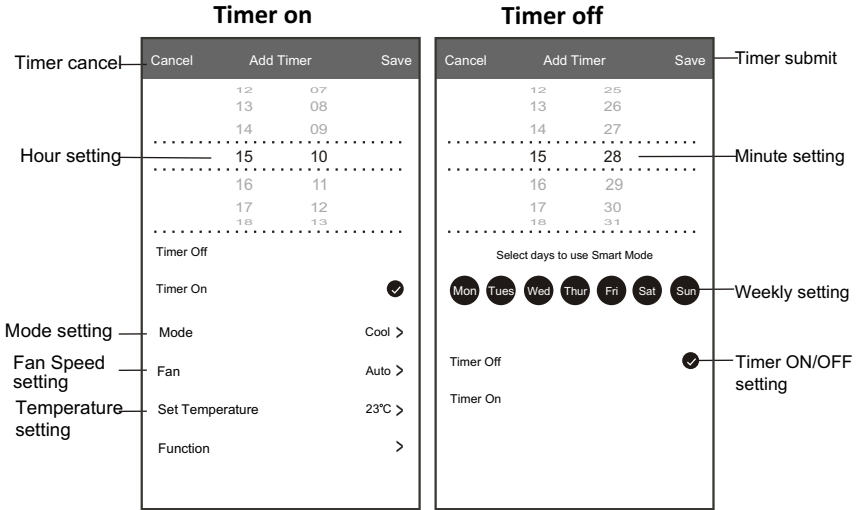 Timer on
Timer off
Timer cancel
Cancel Add Timer Save
Cancel Add Timer Save
Timer submit
12 07
13 08
14 09
15 10
16 11
17 12
18 13
Hour setting
12 25
13 26
14 27
15 28
16 29
17 30
18 31
Minute setting
Timer Off
Timer On
Mode setting
Mode Cool >
Fan Speed
setting
Fan Auto >
Temperature
setting
Set Temperature 23℃ >
Function >
Select days to use Smart Mode
Mon Tues Wed Thur Fri Sat Sun
Weekly setting
Timer Off
Timer On
Timer ON/OFF
setting